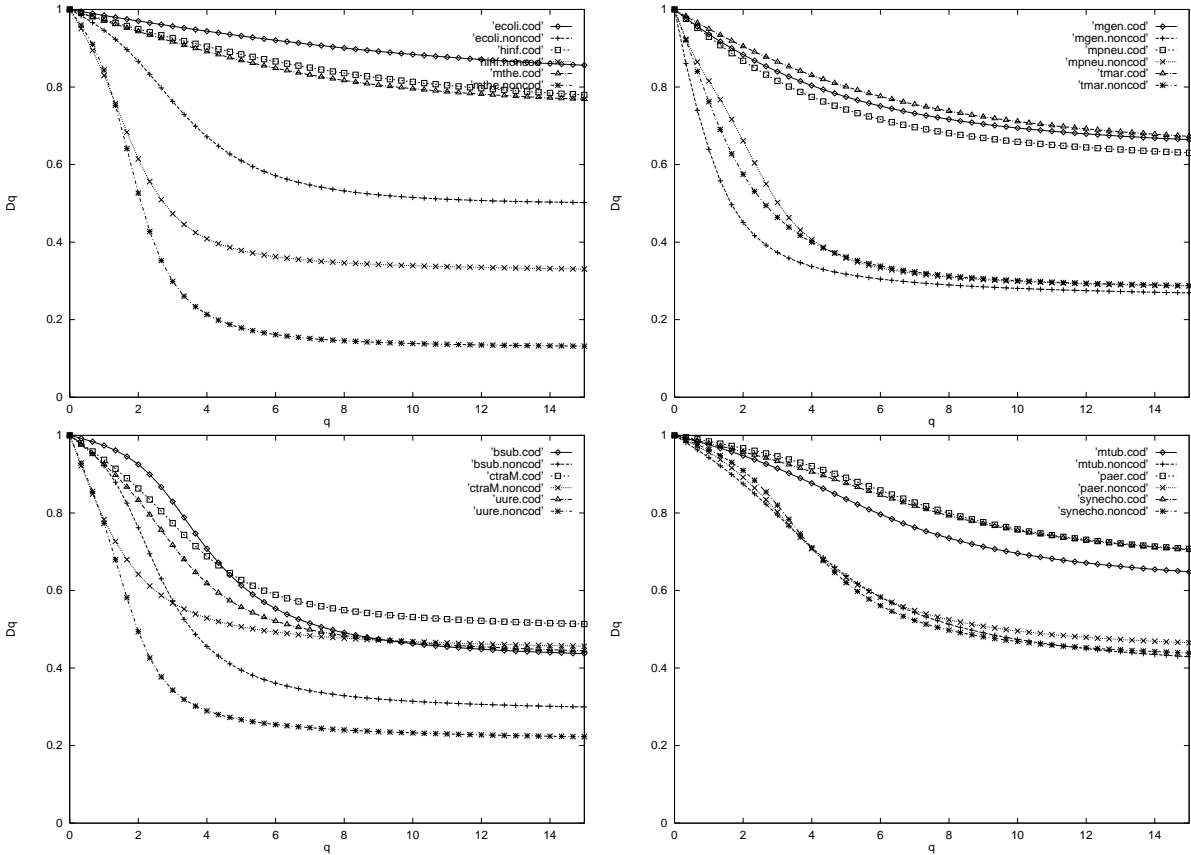 1
0.8
0.6
0.4
0.2
0
0 2 4 6 8 10 12 14
Dq
q
'ecoli.cod'
'ecoli.noncod'
'hinf.cod'
'hinf.noncod'
'mthe.cod'
'mthe.noncod'
1
0.8
0.6
0.4
0.2
0
0 2 4 6 8 10 12 14
Dq
q
'mgen.cod'
'mgen.noncod'
'mpneu.cod'
'mpneu.noncod'
'tmar.cod'
'tmar.noncod'
1
0.8
0.6
0.4
0.2
0
0 2 4 6 8 10 12 14
Dq
q
'bsub.cod'
'bsub.noncod'
'ctraM.cod'
'ctraM.noncod'
'uure.cod'
'uure.noncod'
1
0.8
0.6
0.4
0.2
0
0 2 4 6 8 10 12 14
Dq
q
'mtub.cod'
'mtub.noncod'
'paer.cod'
'paer.noncod'
'synecho.cod'
'synecho.noncod'